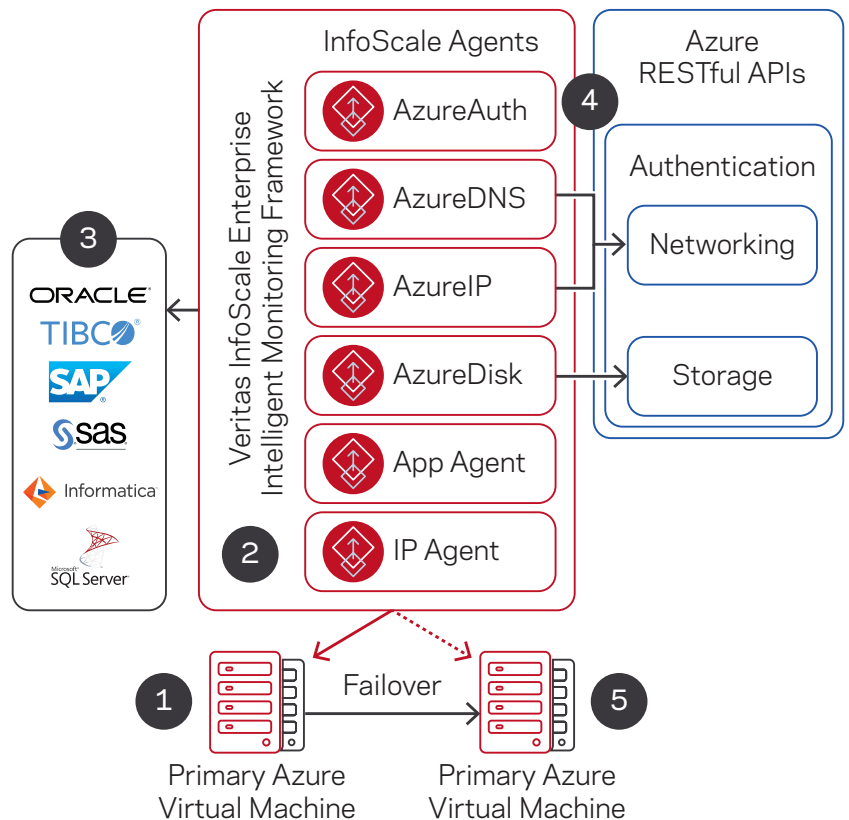 InfoScale Agents
Veritas InfoScale Enterprise
Intelligent Monitoring Framework
AzureAuth
AzureDNS
AzureIP
AzureDisk
App Agent
IP Agent
2
4
Azure
RESTful APIs
Authentication
Networking
Storage
3
ORACLE®
TIBCO®
SAP®
sas
Informatica
Microsoft®
SQL Server®
1
Failover
5
Primary Azure
Virtual Machine
Primary Azure
Virtual Machine